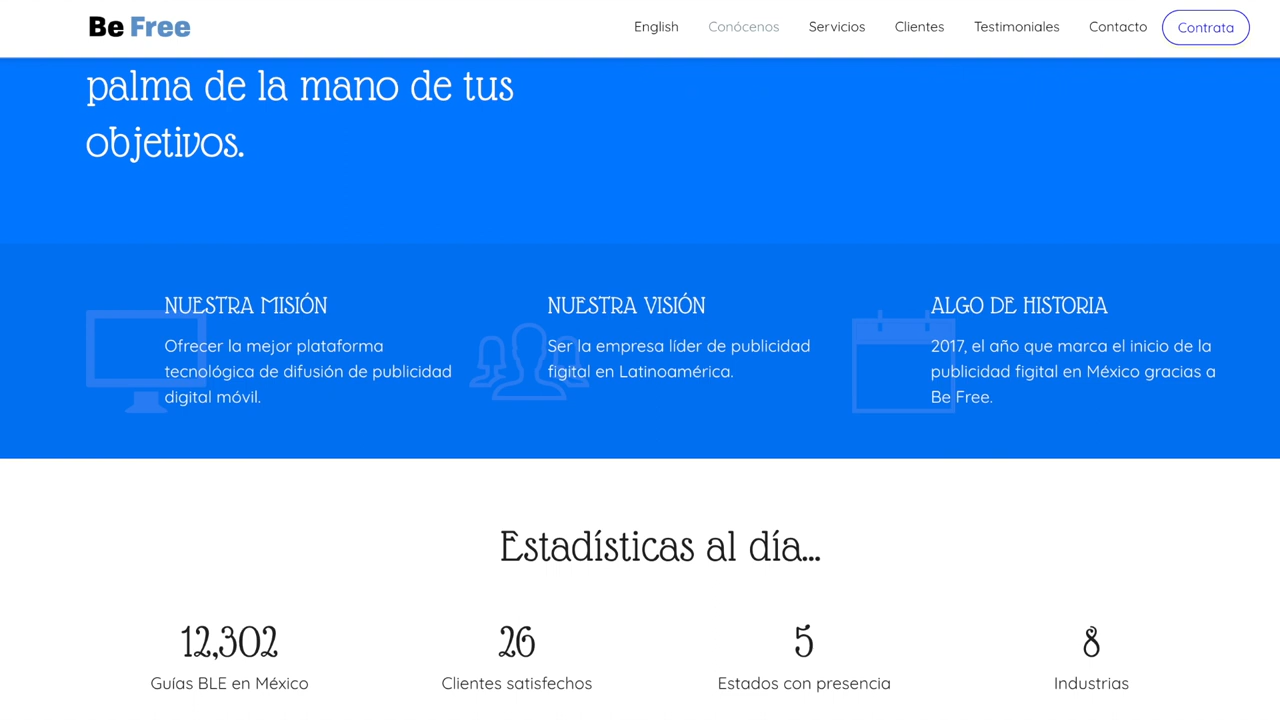 Be Free
English Conócenos Servicios Clientes Testimoniales Contacto Contrata
palma de la mano de tus
objetivos.
NUESTRA MISIÓN
Ofrecer la mejor plataforma
tecnológica de difusión de publicidad
digital móvil.
NUESTRA VISIÓN
Ser la empresa líder de publicidad
figital en Latinoamérica.
ALGO DE HISTORIA
2017, el año que marca el inicio de la
publicidad figital en México gracias a
Be Free.
Estadísticas al día...
12,302
Guías BLE en México
26
Clientes satisfechos
5
Estados con presencia
8
Industrias